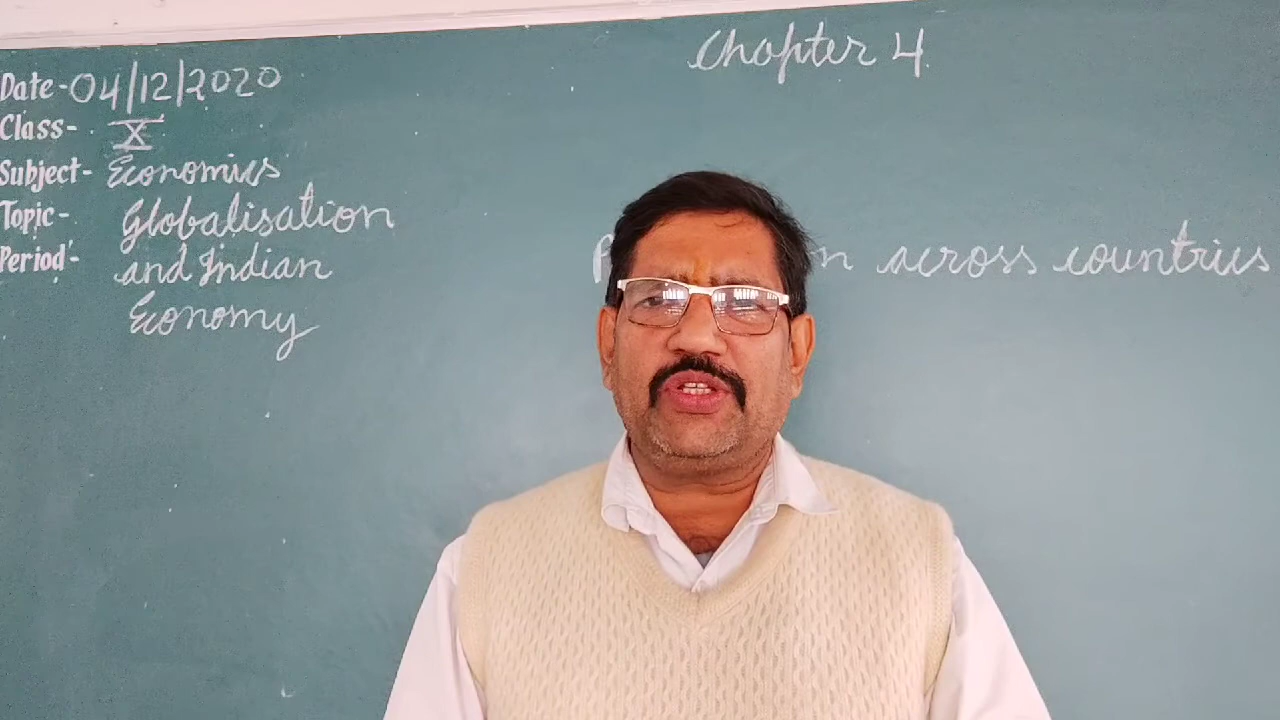 Date - 04/12/2020
Class- X
Subject- Economics
Topic- Globalisation
Period- and Indian
Economy
Chapter 4
across countries